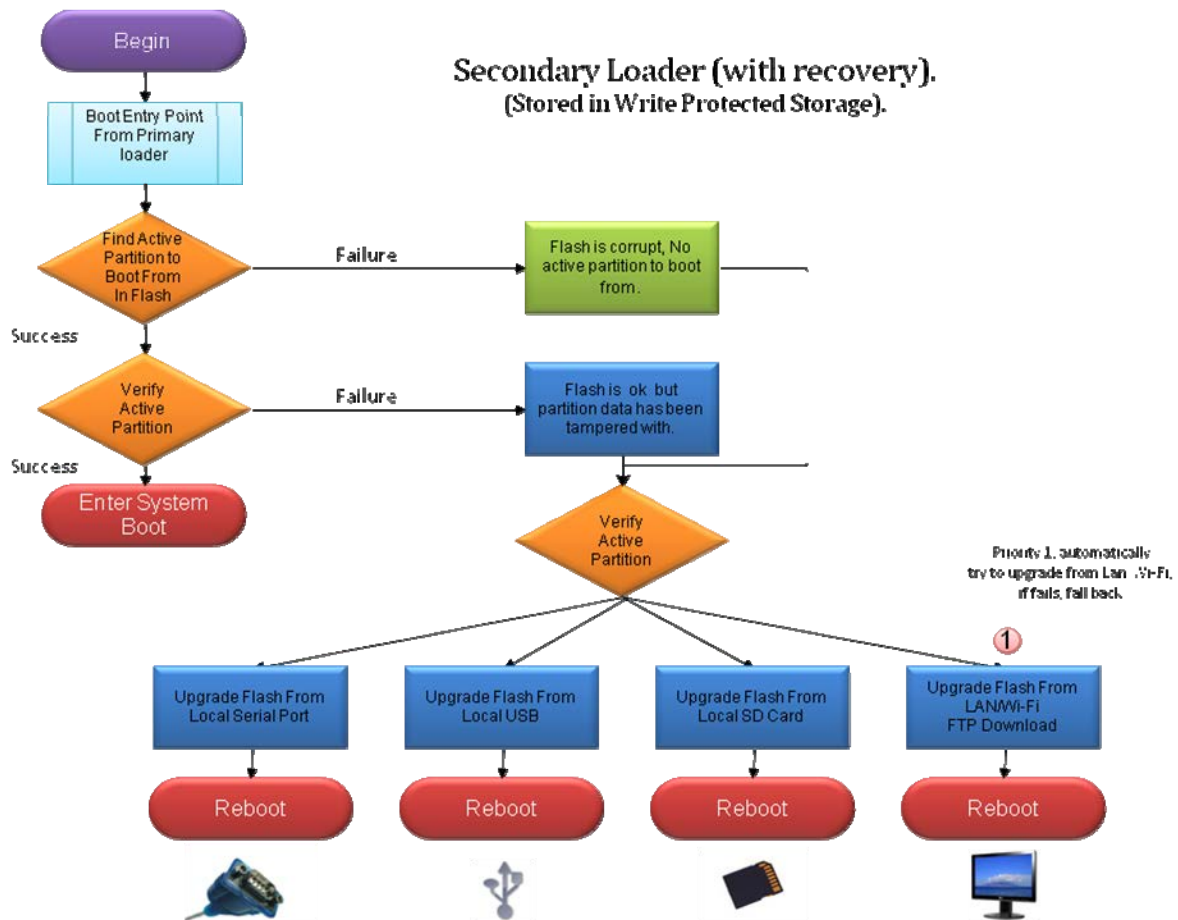 Begin
Secondary Loader (with recovery).
(Stored in Write Protected Storage).
Boot Entry Point
From Primary
loader
Find Active
Partition to
Boot From
In Flash
Failure
Flash is corrupt, No
active partition to boot
from.
Success
Verify
Active
Partition
Failure
Flash is ok but
partition data has been
tampered with.
Success
Enter System
Boot
Verify
Active
Partition
Priority 1, automatically
try to upgrade from Lan
if fails, fall back
1
Upgrade Flash From
Local Serial Port
Upgrade Flash From
Local USB
Upgrade Flash From
Local SD Card
Upgrade Flash From
LAN/Wi-Fi
FTP Download
Reboot
Reboot
Reboot
Reboot